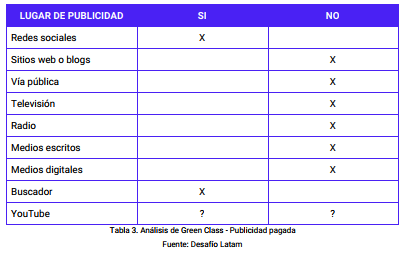 LUGAR DE PUBLICIDAD SI NO
Redes sociales X
Sitios web o blogs X
Vía pública X
Televisión X
Radio X
Medios escritos X
Medios digitales X
Buscador X
YouTube ? ?
Tabla 3. Análisis de Green Class - Publicidad pagada
Fuente: Desafío Latam